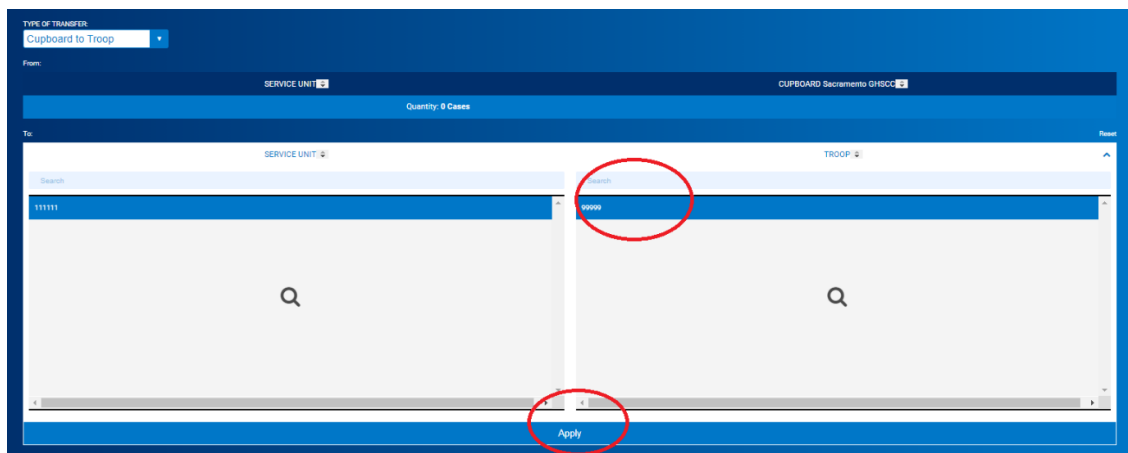 TYPE OF TRANSFER:
Cupboard to Troop
From:
SERVICE UNIT CUPBOARD Sacramento GHSCC
Quantity: 0 Cases
To: Reset
SERVICE UNIT TROOP
Search Search
111111 99999
Apply